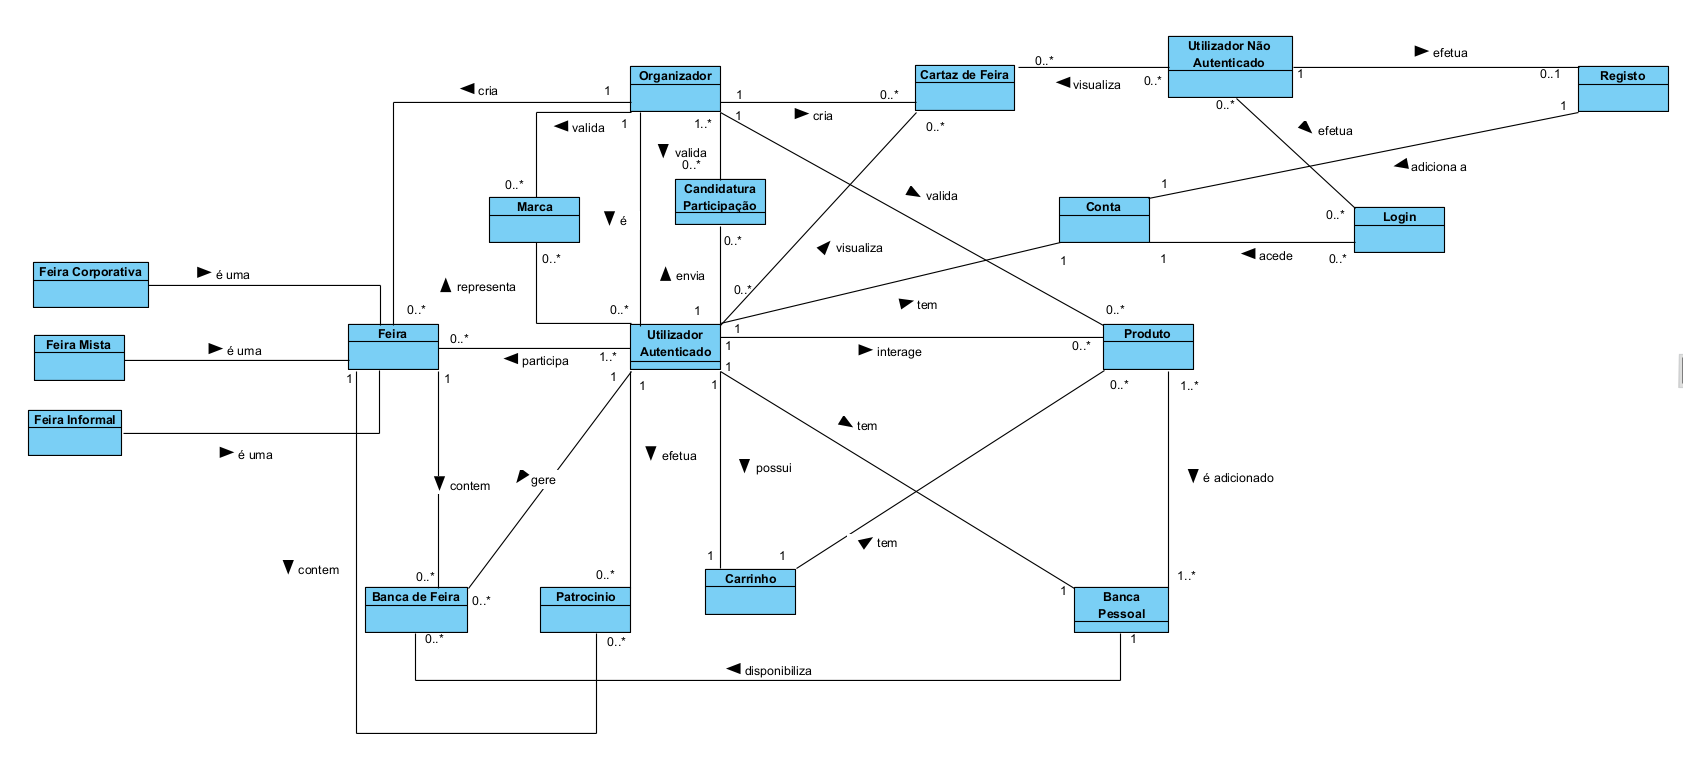 Utilizador Não
Autenticado
0..*
efetua
Organizador
Cartaz de Feira
1
0..1
Registo
visualiza
0..*
cria
1
1
0..*
0..*
1
1
cria
1
1..*
0..*
valida
efetua
valida
0..*
adiciona a
0..*
Candidatura
Participação
1
valida
Marca
Conta
Login
0..*
é
0..*
visualiza
0..*
acede
1
1
0..*
Feira Corporativa
é uma
envia
representa
0..*
tem
0..*
0..*
1
0..*
Feira
Utilizador
Autenticado
1
Produto
Feira Mista
é uma
0..*
1
0..*
participa
1..*
interage
1
1
1
1
1
1
0..*
1..*
Feira Informal
tem
é uma
efetua
possui
contem
gere
é adicionado
contem
tem
1
1
0..*
0..*
1..*
Carrinho
Banca de Feira
0..*
Patrocinio
1
Banca
Pessoal
0..*
0..*
1
disponibiliza